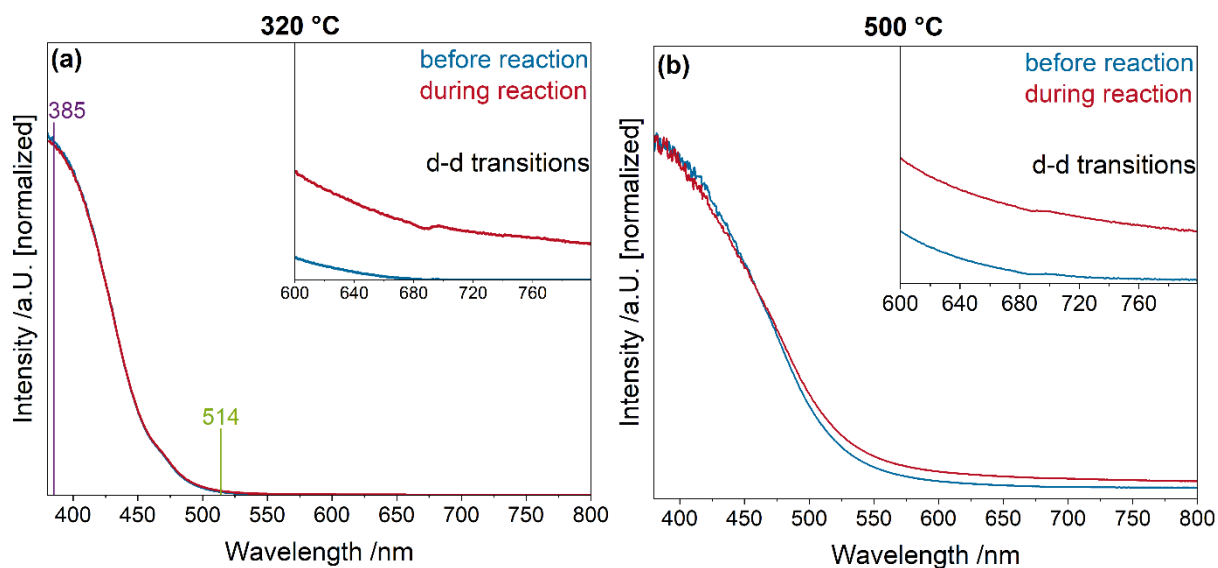 320 °C
(a)
before reaction
during reaction
385
d-d transitions
600 640 680 720 760
514
Intensity /a.U. [normalized]
400 450 500 550 600 650 700 750 800
Wavelength /nm
500 °C
(b)
before reaction
during reaction
d-d transitions
600 640 680 720 760
Intensity /a.U. [normalized]
400 450 500 550 600 650 700 750 800
Wavelength /nm